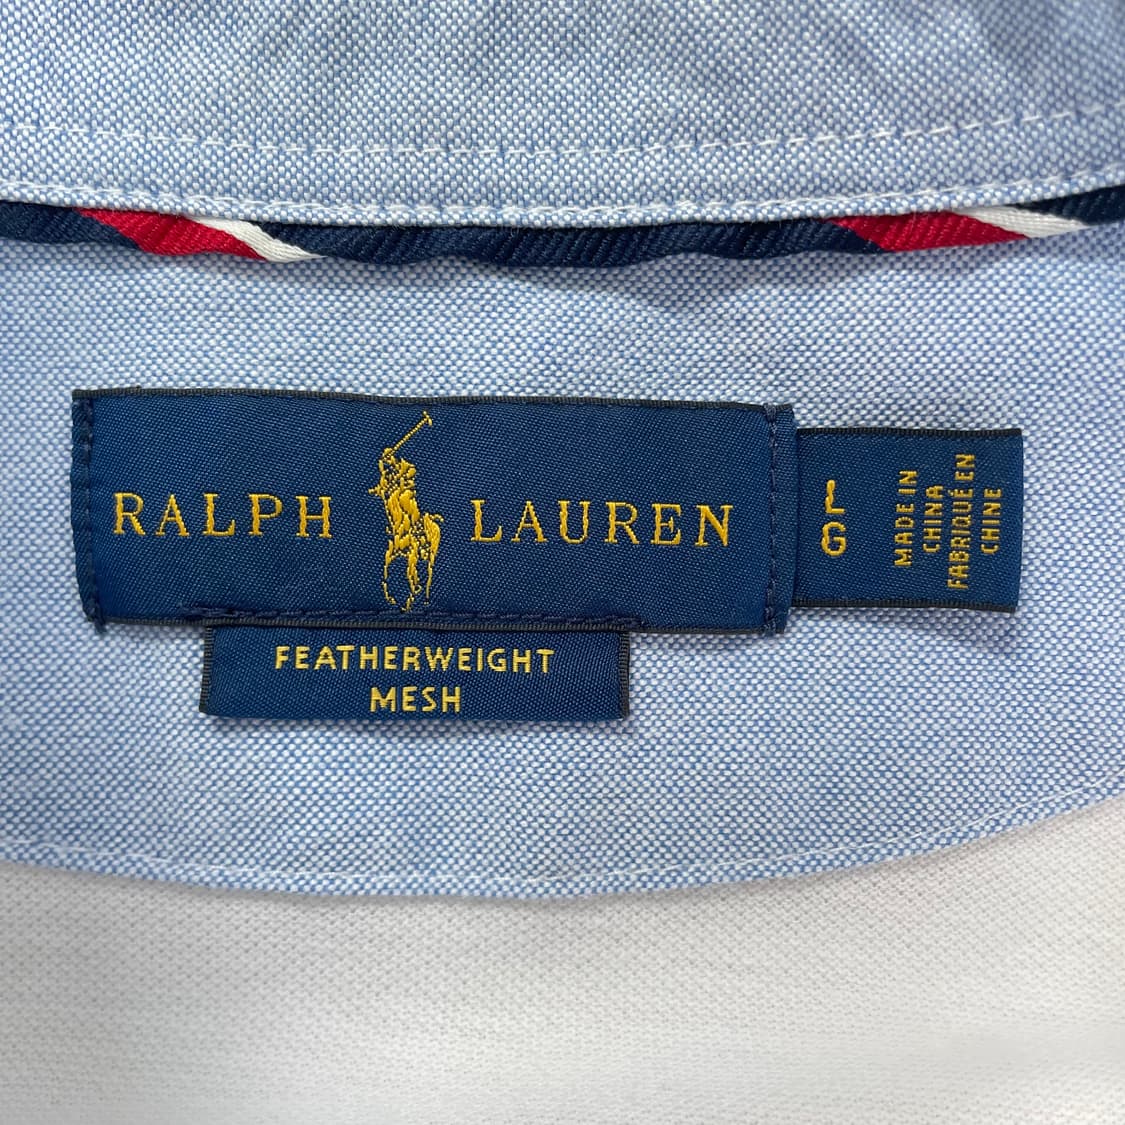 RALPH LAUREN
FEATHERWEIGHT
MESH
L
G
MADE IN
CHINA
FABRIQUÉ EN
CHINE